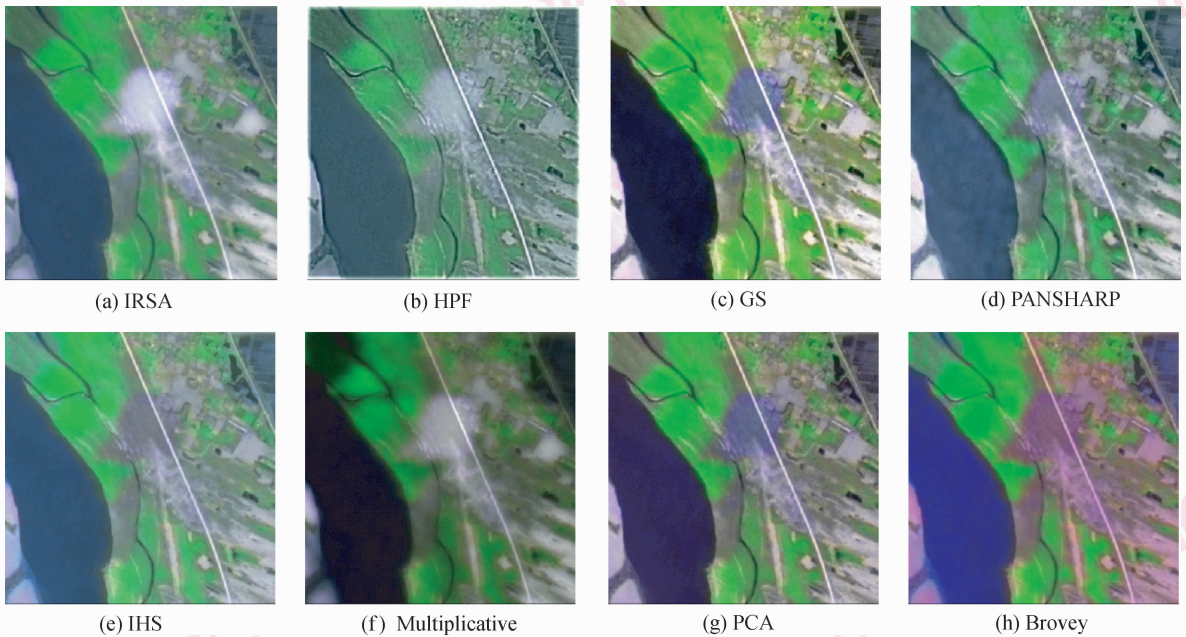 (a) IRSA
(b) HPF
(c) GS
(d) PANSHARP
(e) IHS
(f) Multiplicative
(g) PCA
(h) Brovey